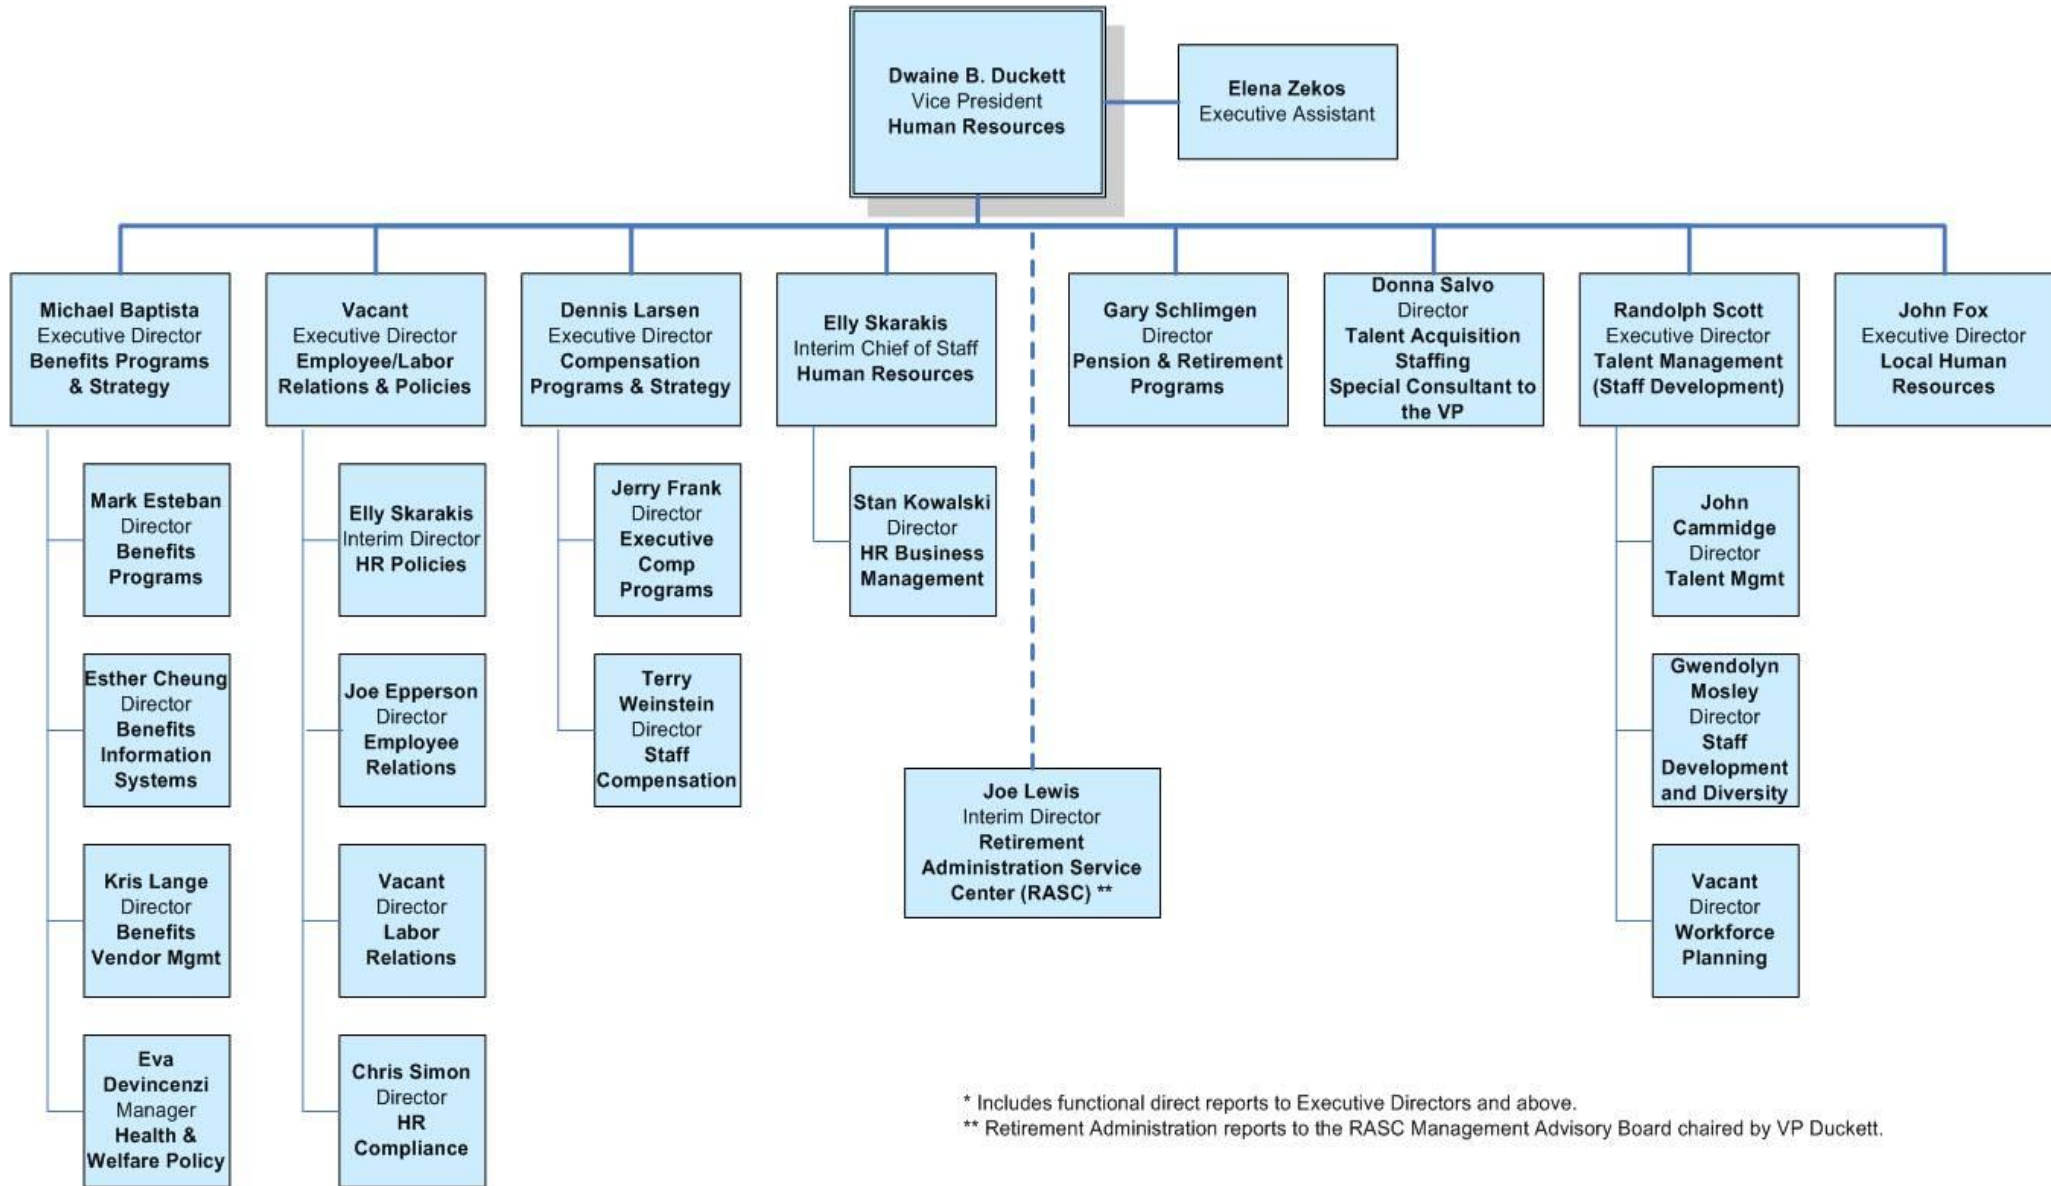 Dwaine B. Duckett
Vice President
Human Resources
Elena Zekos
Executive Assistant
Michael Baptista
Executive Director
Benefits Programs
& Strategy
Vacant
Executive Director
Employee/Labor
Relations & Policies
Dennis Larsen
Executive Director
Compensation
Programs & Strategy
Elly Skarakis
Interim Chief of Staff
Human Resources
Gary Schlimgen
Director
Pension & Retirement
Programs
Donna Salvo
Director
Talent Acquisition
Staffing
Special Consultant to
the VP
Randolph Scott
Executive Director
Talent Management
(Staff Development)
John Fox
Executive Director
Local Human
Resources
Mark Esteban
Director
Benefits
Programs
Elly Skarakis
Interim Director
HR Policies
Jerry Frank
Director
Executive
Comp
Programs
Stan Kowalski
Director
HR Business
Management
John
Cammidge
Director
Talent Mgmt
Esther Cheung
Director
Benefits
Information
Systems
Joe Epperson
Director
Employee
Relations
Terry
Weinstein
Director
Staff
Compensation
Gwendolyn
Mosley
Director
Staff
Development
and Diversity
Joe Lewis
Interim Director
Retirement
Administration Service
Center (RASC) **
Kris Lange
Director
Benefits
Vendor Mgmt
Vacant
Director
Labor
Relations
Vacant
Director
Workforce
Planning
Eva
Devincenzi
Manager
Health &
Welfare Policy
Chris Simon
Director
HR
Compliance
* Includes functional direct reports to Executive Directors and above.
** Retirement Administration reports to the RASC Management Advisory Board chaired by VP Duckett.